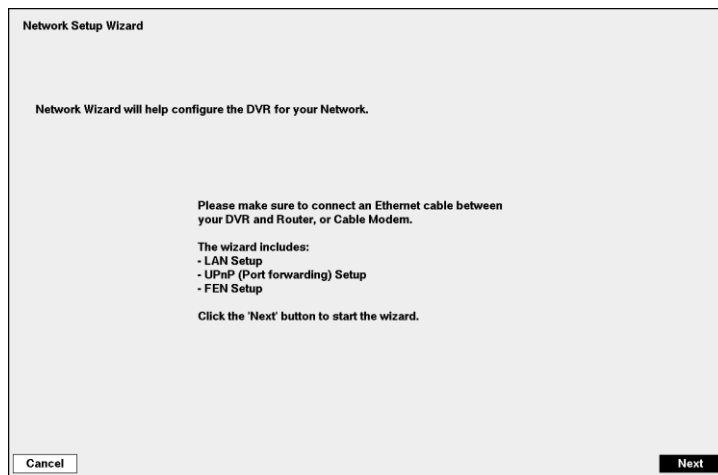 Network Setup Wizard
Network Wizard will help configure the DVR for your Network.
Please make sure to connect an Ethernet cable between
your DVR and Router, or Cable Modem.
The wizard includes:
- LAN Setup
- UPnP (Port forwarding) Setup
- FEN Setup
Click the 'Next' button to start the wizard.
Cancel
Next